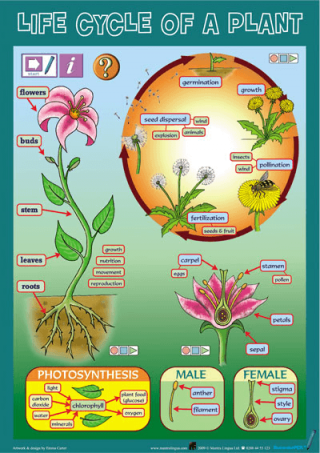 LIFE CYCLE OF A PLANT
start
i
?
flowers
buds
stem
leaves
roots
growth
nutrition
movement
reproduction
germination
growth
seed dispersal
wind
explosion
animals
insects
wind
pollination
fertilization
seeds & fruit
carpel
eggs
stamen
pollen
petals
sepal
PHOTOSYNTHESIS
light
carbon
dioxide
water
minerals
chlorophyll
plant food
(glucose)
oxygen
MALE
anther
filament
FEMALE
stigma
style
ovary